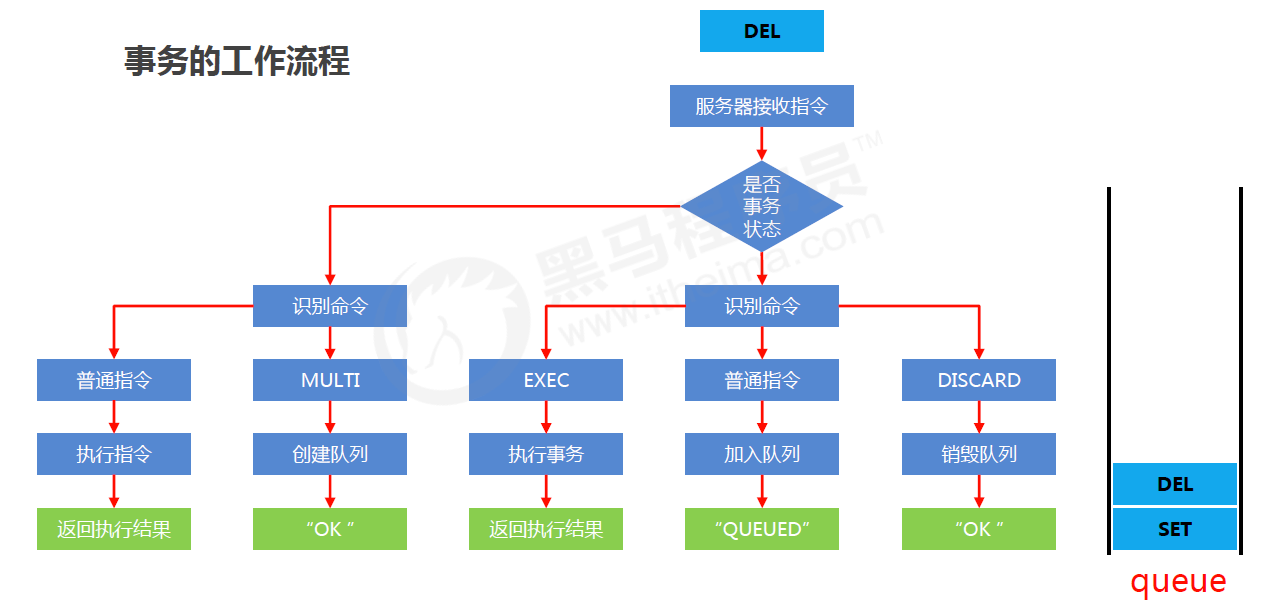 DEL
事务的工作流程
服务器接收指令
是否
事务
状态
黑马程序员™
www.itheima.com
识别命令
识别命令
普通指令
MULTI
EXEC
普通指令
DISCARD
执行指令
创建队列
执行事务
加入队列
销毁队列
DEL
返回执行结果
“OK “
返回执行结果
“QUEUED”
“OK ”
SET
queue